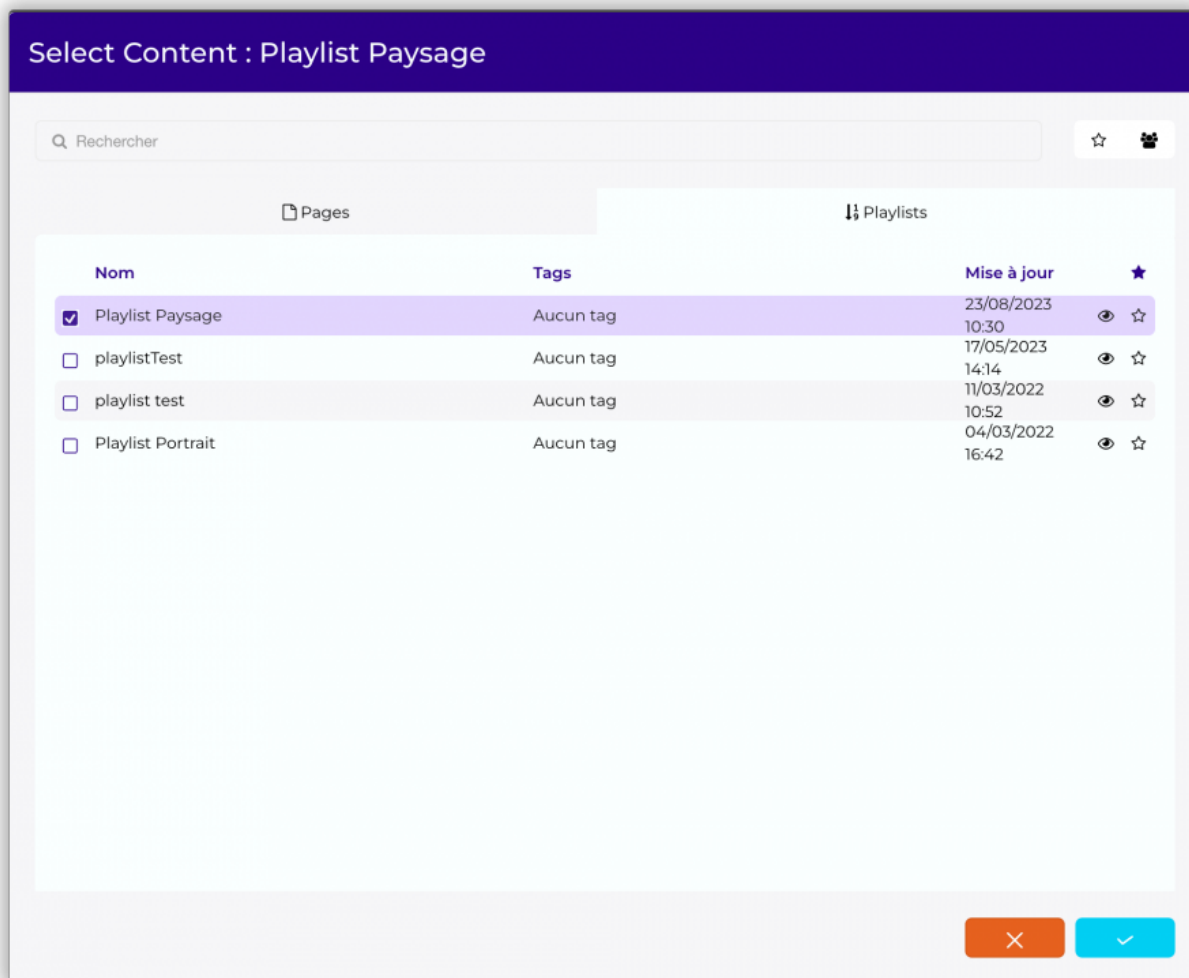 Select Content : Playlist Paysage
Rechercher
Pages
Playlists
Nom Tags Mise à jour
Playlist Paysage Aucun tag 23/08/2023
10:30
playlistTest Aucun tag 17/05/2023
14:14
playlist test Aucun tag 11/03/2022
10:52
Playlist Portrait Aucun tag 04/03/2022
16:42